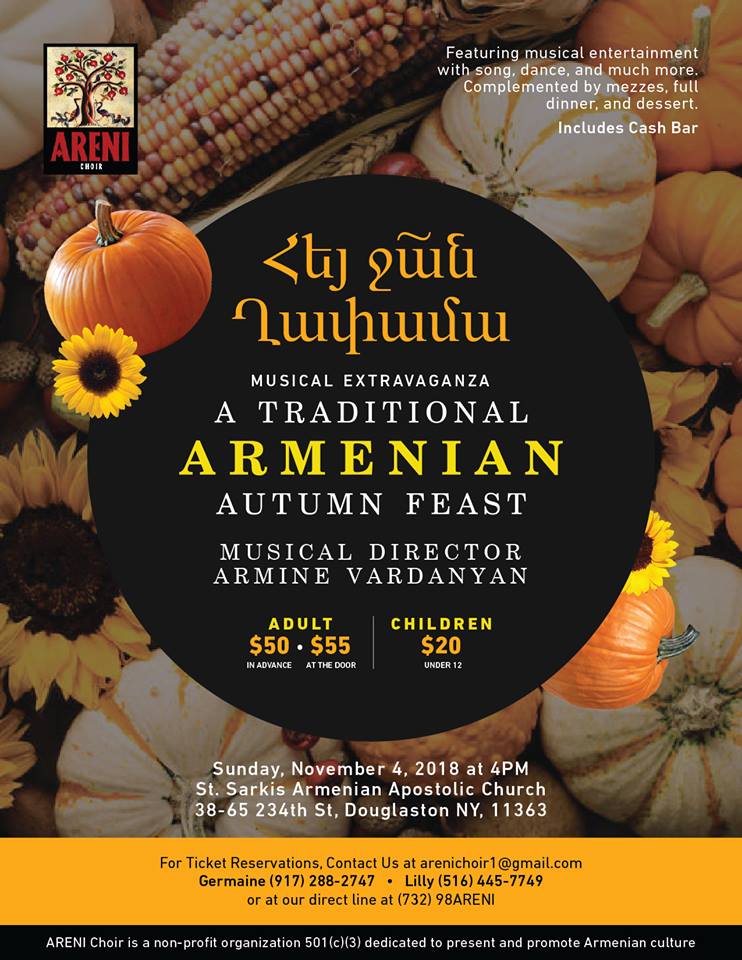 ARENI
CHOIR
Featuring musical entertainment
with song, dance, and much more.
Complemented by mezzes, full
dinner, and dessert.
Includes Cash Bar
Հեյ ջա՜ն
Ղափամա
MUSICAL EXTRAVAGANZA
A TRADITIONAL
ARMENIAN
AUTUMN FEAST
MUSICAL DIRECTOR
ARMINE VARDANYAN
ADULT
$50 • $55
IN ADVANCE AT THE DOOR
CHILDREN
$20
UNDER 12
Sunday, November 4, 2018 at 4PM
St. Sarkis Armenian Apostolic Church
38-65 234th St, Douglaston NY, 11363
For Ticket Reservations, Contact Us at arenichoir1@gmail.com
Germaine (917) 288-2747 • Lilly (516) 445-7749
or at our direct line at (732) 98ARENI
ARENI Choir is a non-profit organization 501(c)(3) dedicated to present and promote Armenian culture